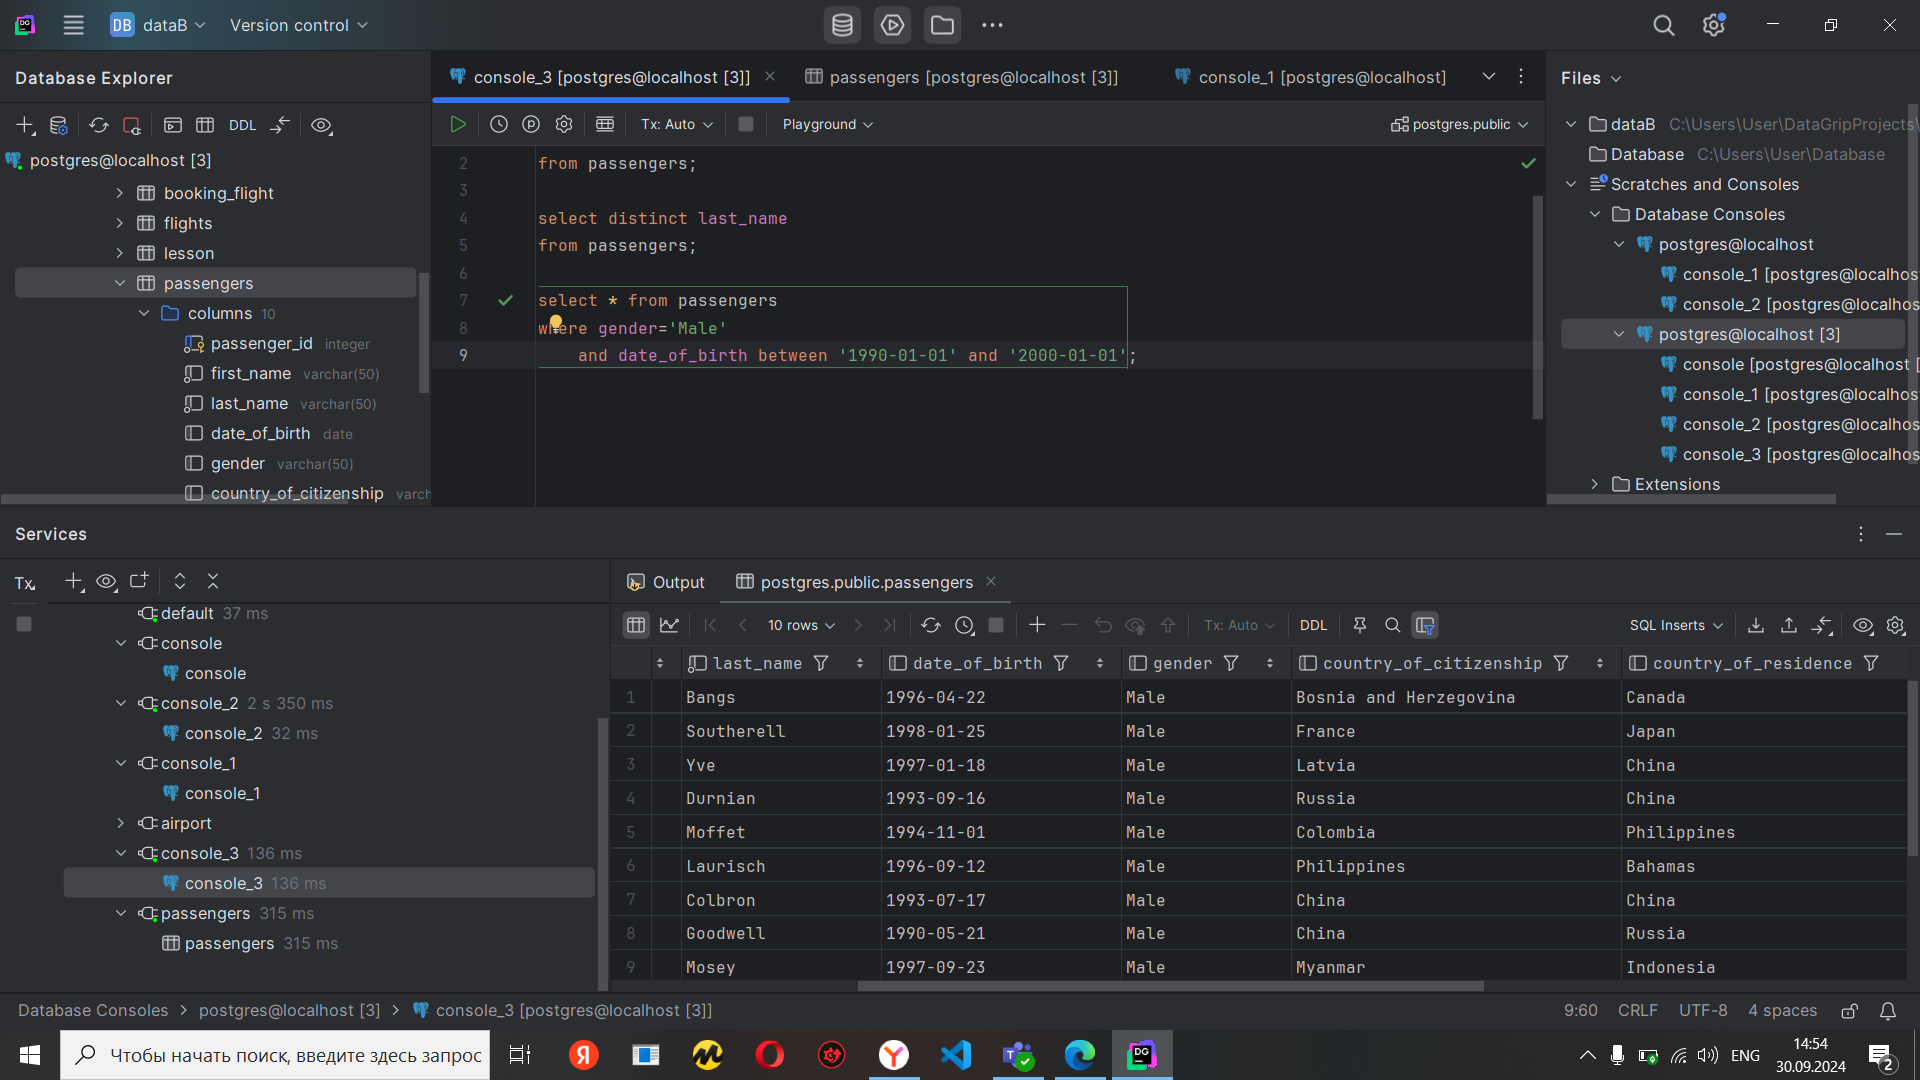 DB dataB
Version control
Database Explorer
DDL
postgres@localhost [3]
booking_flight
flights
lesson
passengers
columns 10
passenger_id integer
first_name varchar(50)
last_name varchar(50)
date_of_birth date
gender varchar(50)
country_of_citizenship varch
console_3 [postgres@localhost [3]]
passengers [postgres@localhost [3]]
console_1 [postgres@localhost]
Tx: Auto
Playground
postgres.public
2 from passengers;
3
4 select distinct last_name
5 from passengers;
6
7 select * from passengers
8 where gender='Male'
9 and date_of_birth between '1990-01-01' and '2000-01-01';
Files
dataB C:\Users\User\DataGripProjects\
Database C:\Users\User\Database
Scratches and Consoles
Database Consoles
postgres@localhost
console_1 [postgres@localhos
console_2 [postgres@localhos
postgres@localhost [3]
console [postgres@localhost [
console_1 [postgres@localhos
console_2 [postgres@localhos
console_3 [postgres@localhos
Extensions
Services
Tx
default 37 ms
console
console
console_2 2 s 350 ms
console_2 32 ms
console_1
console_1
airport
console_3 136 ms
console_3 136 ms
passengers 315 ms
passengers 315 ms
Output
postgres.public.passengers
10 rows
Tx: Auto
DDL
SQL Inserts
last_name date_of_birth gender country_of_citizenship country_of_residence
1 Bangs 1996-04-22 Male Bosnia and Herzegovina Canada
2 Southerell 1998-01-25 Male France Japan
3 Yve 1997-01-18 Male Latvia China
4 Durnian 1993-09-16 Male Russia China
5 Moffet 1994-11-01 Male Colombia Philippines
6 Laurisch 1996-09-12 Male Philippines Bahamas
7 Colbron 1993-07-17 Male China China
8 Goodwell 1990-05-21 Male China Russia
9 Mosey 1997-09-23 Male Myanmar Indonesia
Database Consoles > postgres@localhost [3] > console_3 [postgres@localhost [3]]
9:60 CRLF UTF-8 4 spaces
Чтобы начать поиск, введите здесь запрос
Я
Y
DG
ENG
14:54
30.09.2024
2